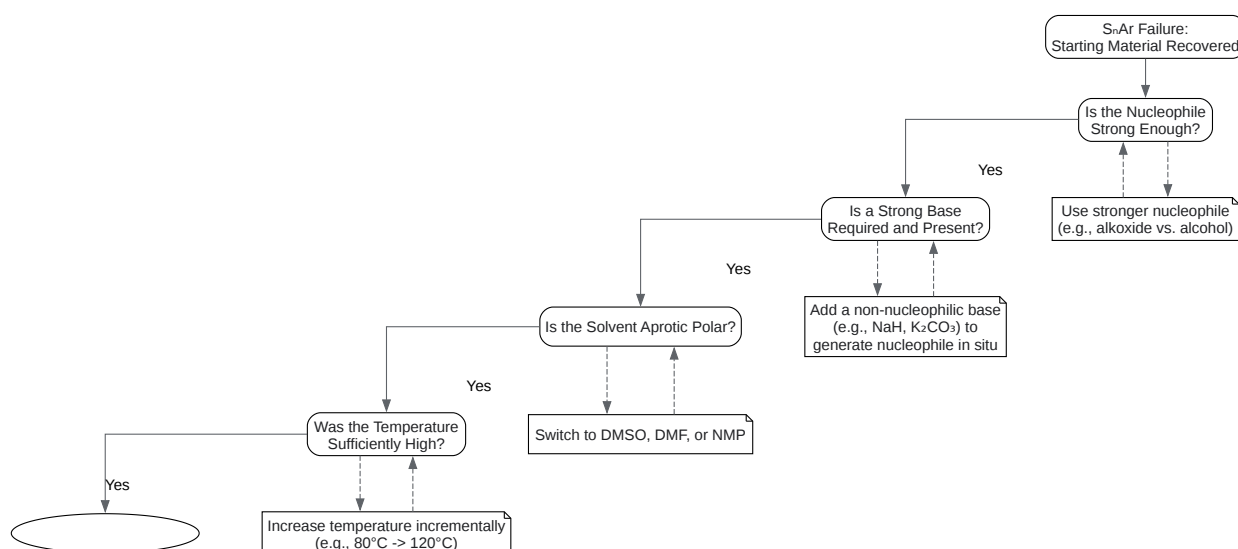 SₙAr Failure:
Starting Material Recovered
Is the Nucleophile
Strong Enough?
Yes
Use stronger nucleophile
(e.g., alkoxide vs. alcohol)
Is a Strong Base
Required and Present?
Yes
Add a non-nucleophilic base
(e.g., NaH, K₂CO₃) to
generate nucleophile in situ
Is the Solvent Aprotic Polar?
Yes
Switch to DMSO, DMF, or NMP
Was the Temperature
Sufficiently High?
Yes
Increase temperature incrementally
(e.g., 80°C -> 120°C)